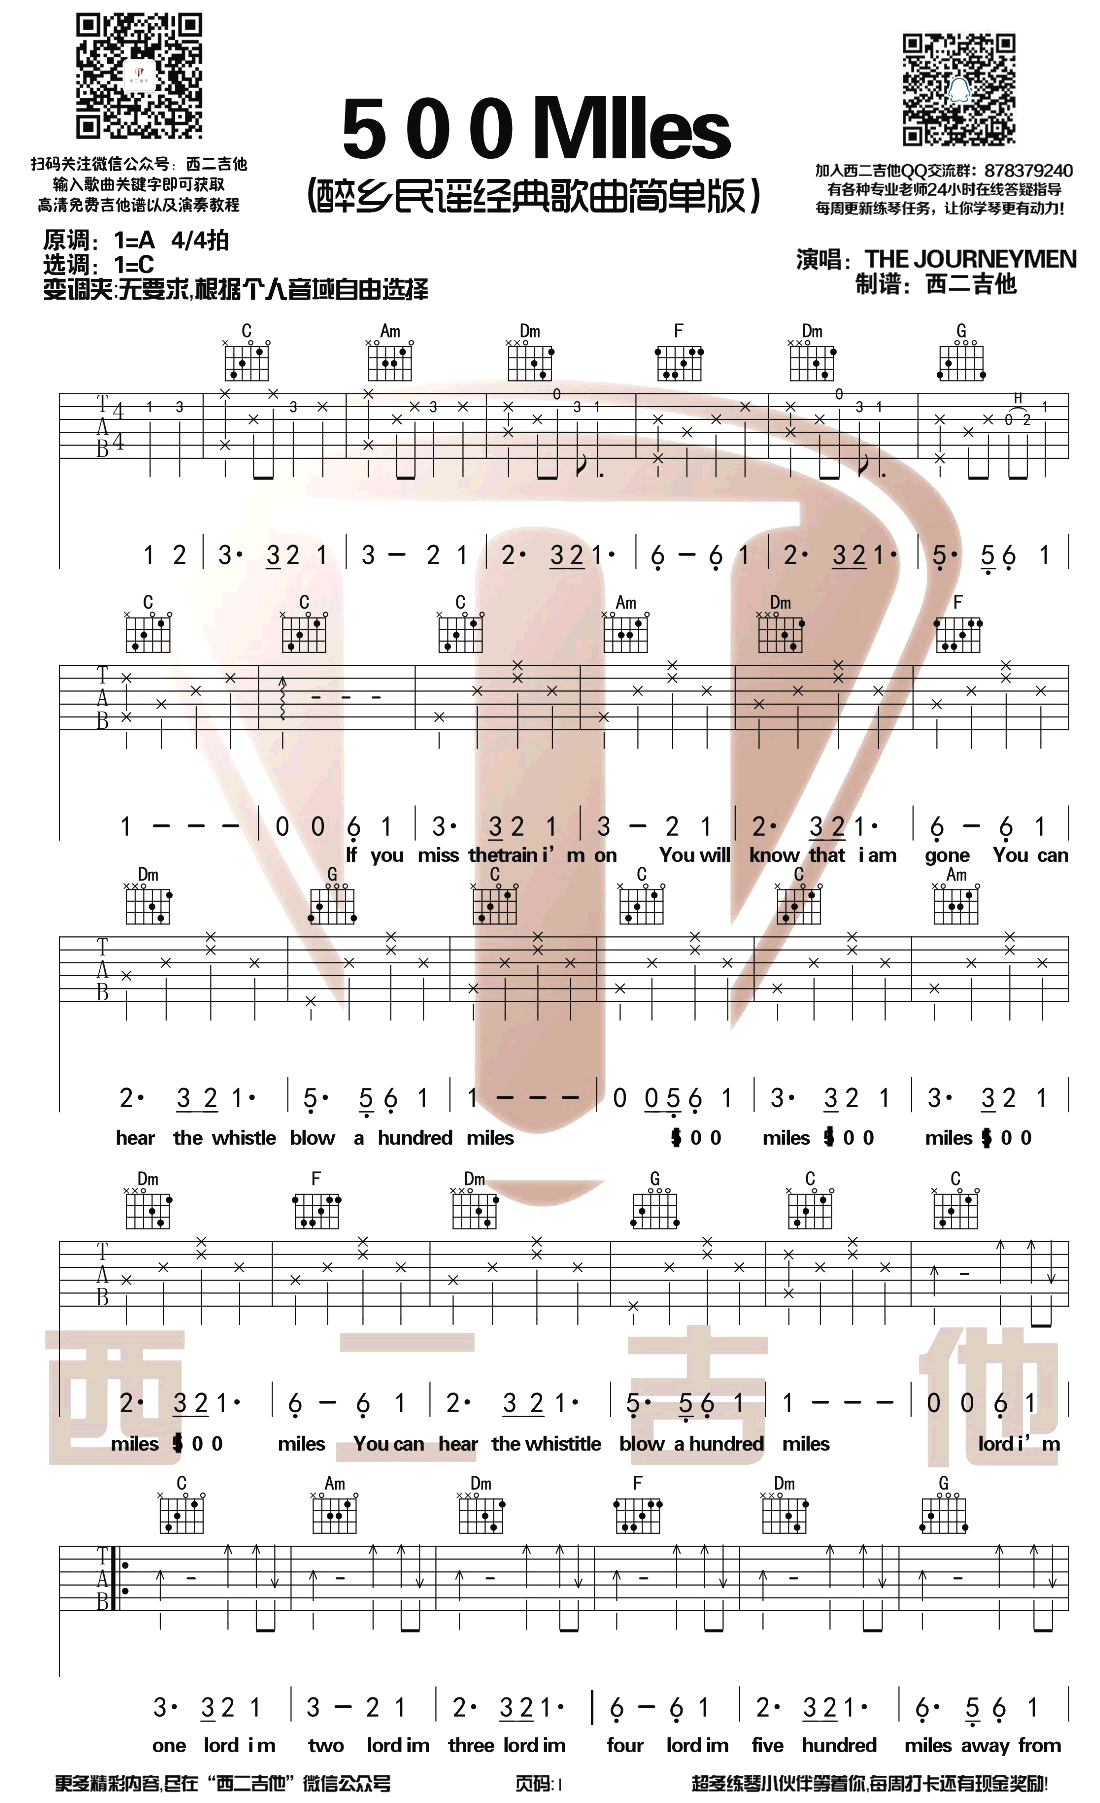 扫码关注微信公众号：西二吉他
输入歌曲关键字即可获取
高清免费吉他谱以及演奏教程
500 MIles
(醉乡民谣经典歌曲简单版)
加入西二吉他QQ交流群：878379240
有各种专业老师24小时在线答疑指导
每周更新练琴任务，让你学琴更有动力！
原调：1=A 4/4拍
选调：1=C
变调夹:无要求,根据个人音域自由选择
演唱：THE JOURNEYMEN
制谱：西二吉他
C Am Dm F Dm G
T A B 4 4 1 3 3 3 0 3 1 0 3 1 0 H 2 1
1 2 | 3· 3 2 1 | 3 – 2 1 | 2· 3 2 1· | 6 – 6 1 | 2· 3 2 1· | 5· 5 6 1
C C C Am Dm F
T A B
1 – – – | 0 0 6 1 | 3· 3 2 1 | 3 – 2 1 | 2· 3 2 1· | 6 – 6 1
If you miss thetrain i'm on You will know that i am gone You can
Dm G C C C Am
T A B
2· 3 2 1· | 5· 5 6 1 | 1 – – – | 0 0 5 6 1 | 3· 3 2 1 | 3· 3 2 1
hear the whistle blow a hundred miles 500 miles 500 miles 500
Dm F Dm G C C
T A B
2· 3 2 1· | 6 – 6 1 | 2· 3 2 1· | 5· 5 6 1 | 1 – – – | 0 0 6 1
miles 500 miles You can hear the whistitle blow a hundred miles lord i'm
西二吉他
C Am Dm F Dm G
T A B
3· 3 2 1 | 3 – 2 1 | 2· 3 2 1· | 6 – 6 1 | 2· 3 2 1· | 6· 5 6 1
one lord i m two lord im three lord im four lord im five hundred miles away from
更多精彩内容,尽在“西二吉他”微信公众号
页码:1
超多练琴小伙伴等着你,每周打卡还有现金奖励!